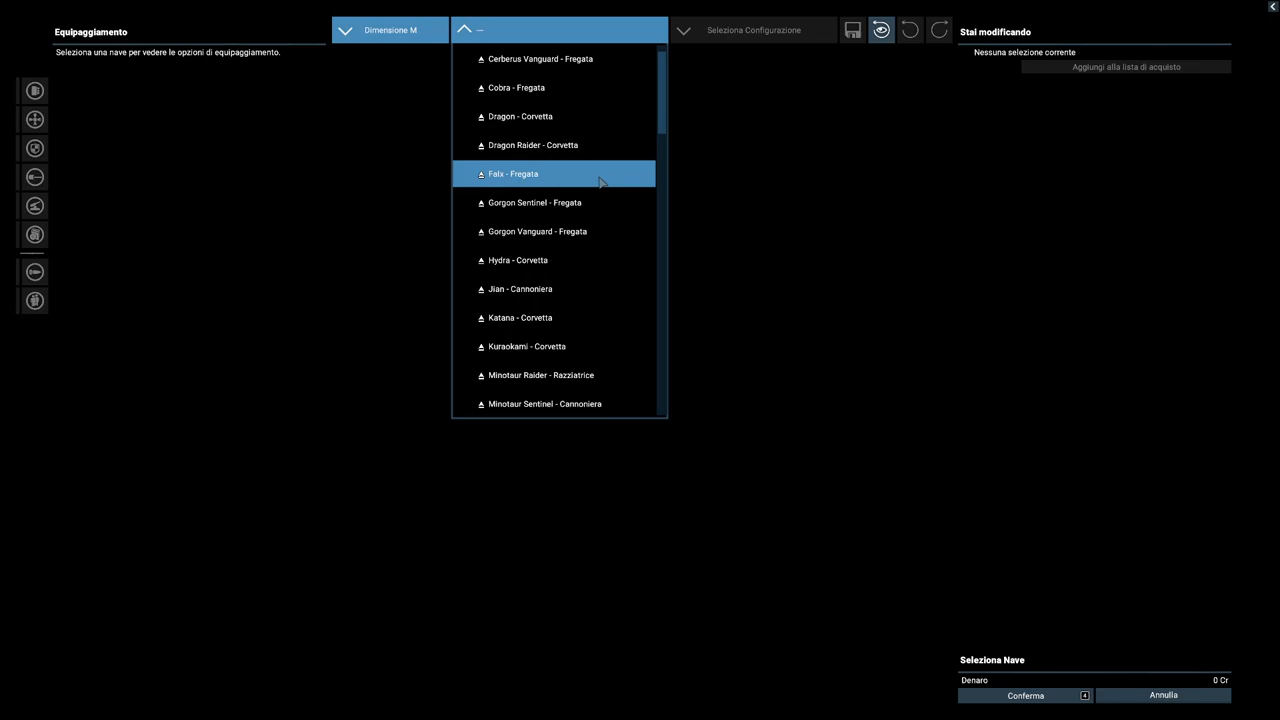 Equipaggiamento
Seleziona una nave per vedere le opzioni di equipaggiamento.
Dimensione M
—
Cerberus Vanguard - Fregata
Cobra - Fregata
Dragon - Corvetta
Dragon Raider - Corvetta
Falx - Fregata
Gorgon Sentinel - Fregata
Gorgon Vanguard - Fregata
Hydra - Corvetta
Jian - Cannoniera
Katana - Corvetta
Kuraokami - Corvetta
Minotaur Raider - Razziatrice
Minotaur Sentinel - Cannoniera
Seleziona Configurazione
Stai modificando
Nessuna selezione corrente
Aggiungi alla lista di acquisto
Seleziona Nave
Denaro 0 Cr
Conferma 4 Annulla